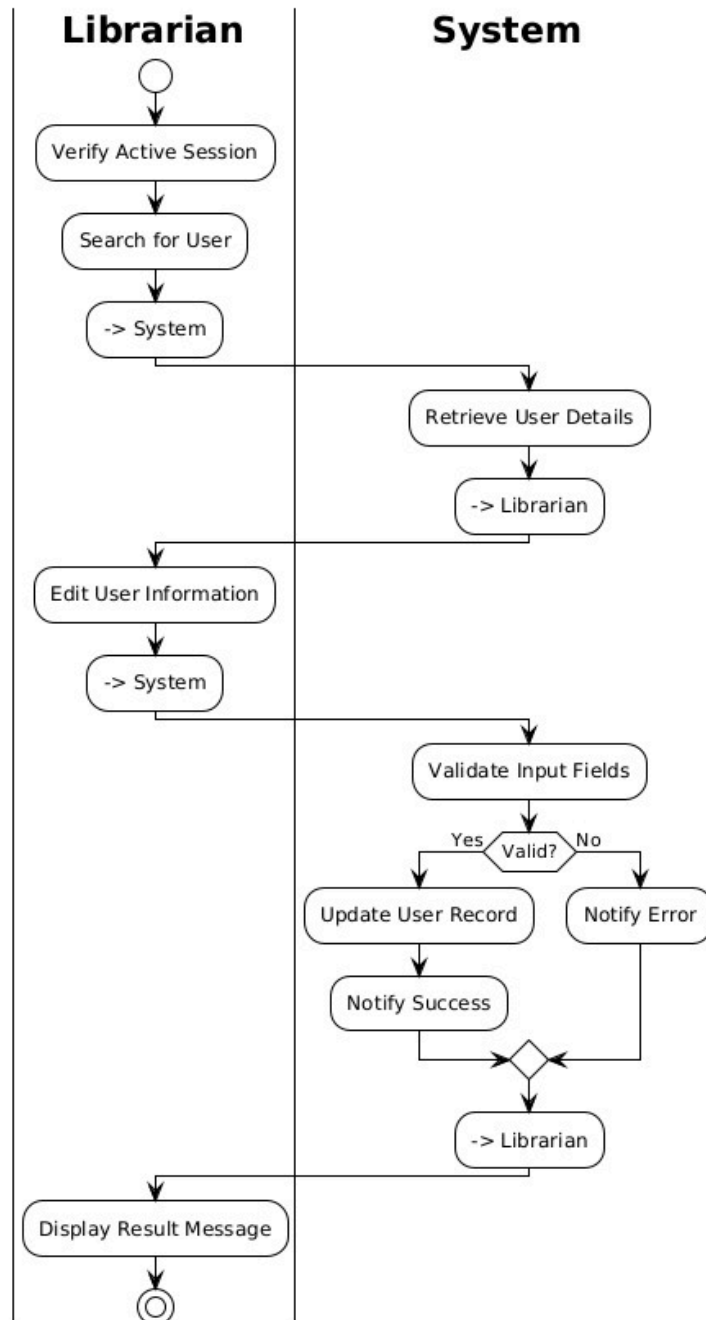 Librarian
System
Verify Active Session
Search for User
-> System
Retrieve User Details
-> Librarian
Edit User Information
-> System
Validate Input Fields
Yes
Valid?
No
Update User Record
Notify Error
Notify Success
-> Librarian
Display Result Message